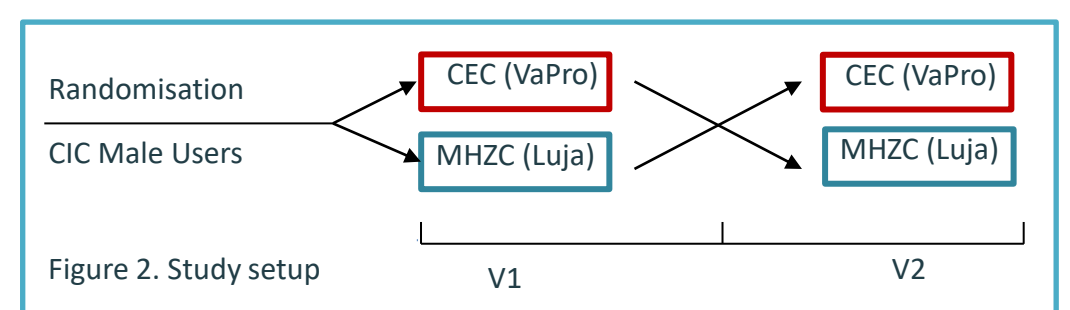 Randomisation
CIC Male Users
CEC (VaPro)
MHZC (Luja)
CEC (VaPro)
MHZC (Luja)
Figure 2. Study setup
V1
V2